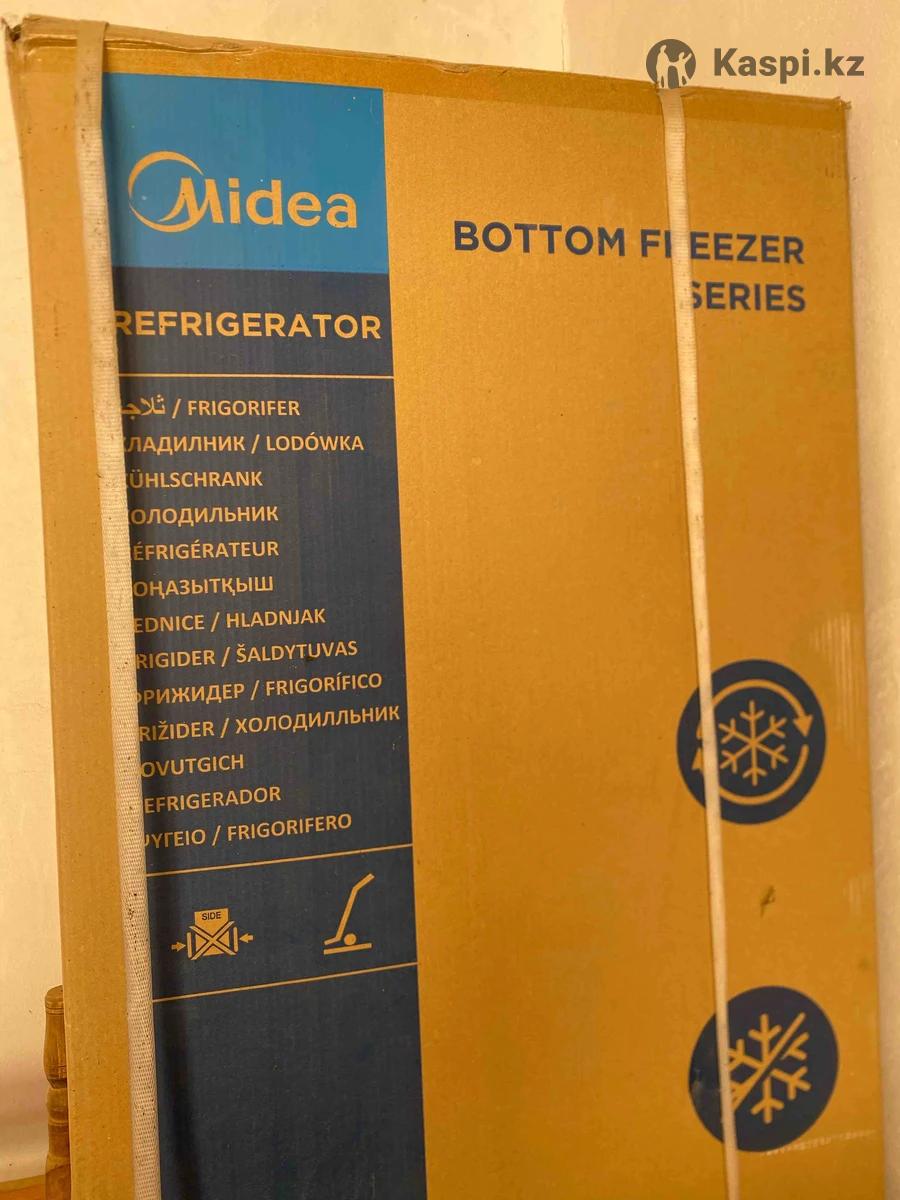 Kaspi.kz
Midea
BOTTOM FREEZER
SERIES
REFRIGERATOR
ثلاجة / FRIGORIFER
ХЛАДИЛНИК / LODÓWKA
KÜHLSCHRANK
ХОЛОДИЛЬНИК
RÉFRIGÉRATEUR
ТОҢАЗЫТҚЫШ
LEDNICE / HLADNJAK
FRIGIDER / ŠALDYTUVAS
ФРИЖИДЕР / FRIGORÍFICO
FRIŽIDER / ХОЛОДИЛЛЬНИК
SOVUTGICH
REFRIGERADOR
ΨΥΓΕΙΟ / FRIGORIFERO
SIDE